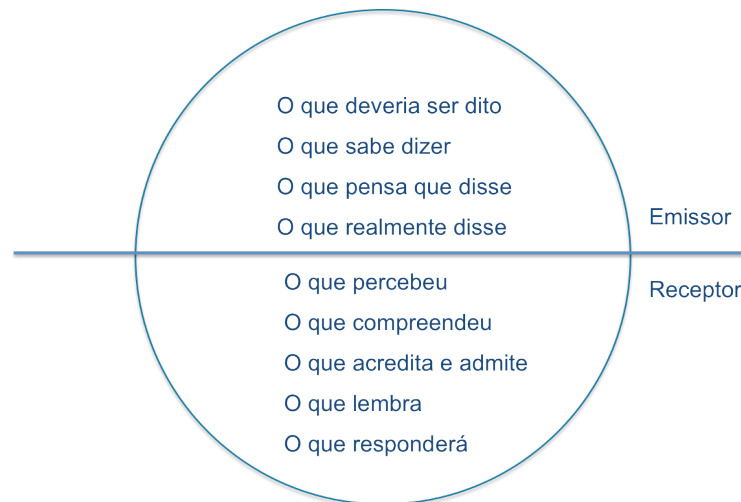 O que deveria ser dito
O que sabe dizer
O que pensa que disse
O que realmente disse
Emissor
O que percebeu
Receptor
O que compreendeu
O que acredita e admite
O que lembra
O que responderá